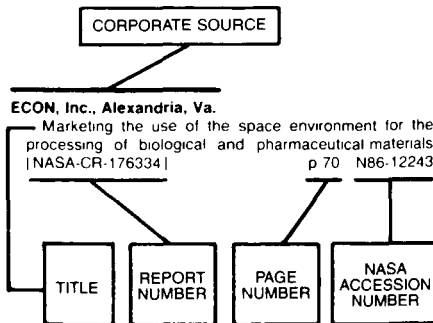 CORPORATE SOURCE
ECON, Inc., Alexandria, Va.
Marketing the use of the space environment for the
processing of biological and pharmaceutical materials
[NASA-CR-176334] p 70 N86-12243
TITLE
REPORT
NUMBER
PAGE
NUMBER
NASA
ACCESSION
NUMBER